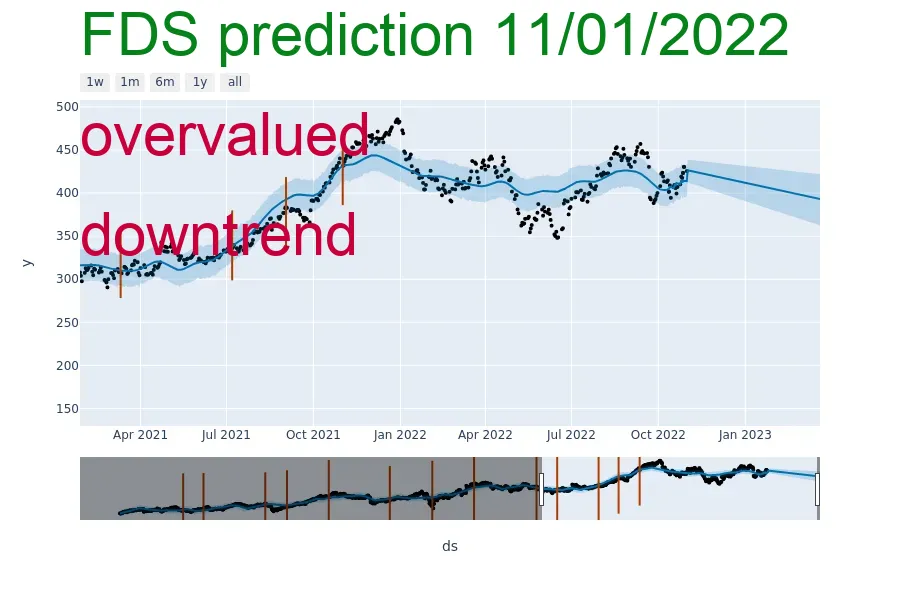 FDS prediction 11/01/2022
1w 1m 6m 1y all
500
overvalued
450
400
350
downtrend
y
300
250
200
150
Apr 2021 Jul 2021 Oct 2021 Jan 2022 Apr 2022 Jul 2022 Oct 2022 Jan 2023
ds